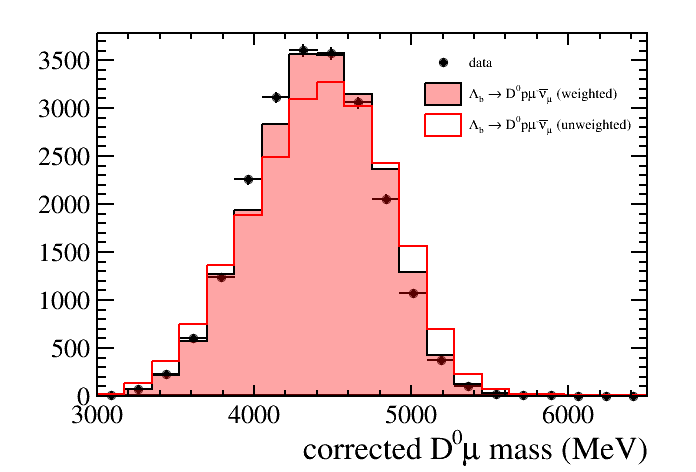 3500
3000
2500
2000
1500
1000
500
0
data
Λb → D⁰pμ ν̅μ (weighted)
Λb → D⁰pμ ν̅μ (unweighted)
3000 4000 5000 6000
corrected D⁰μ mass (MeV)